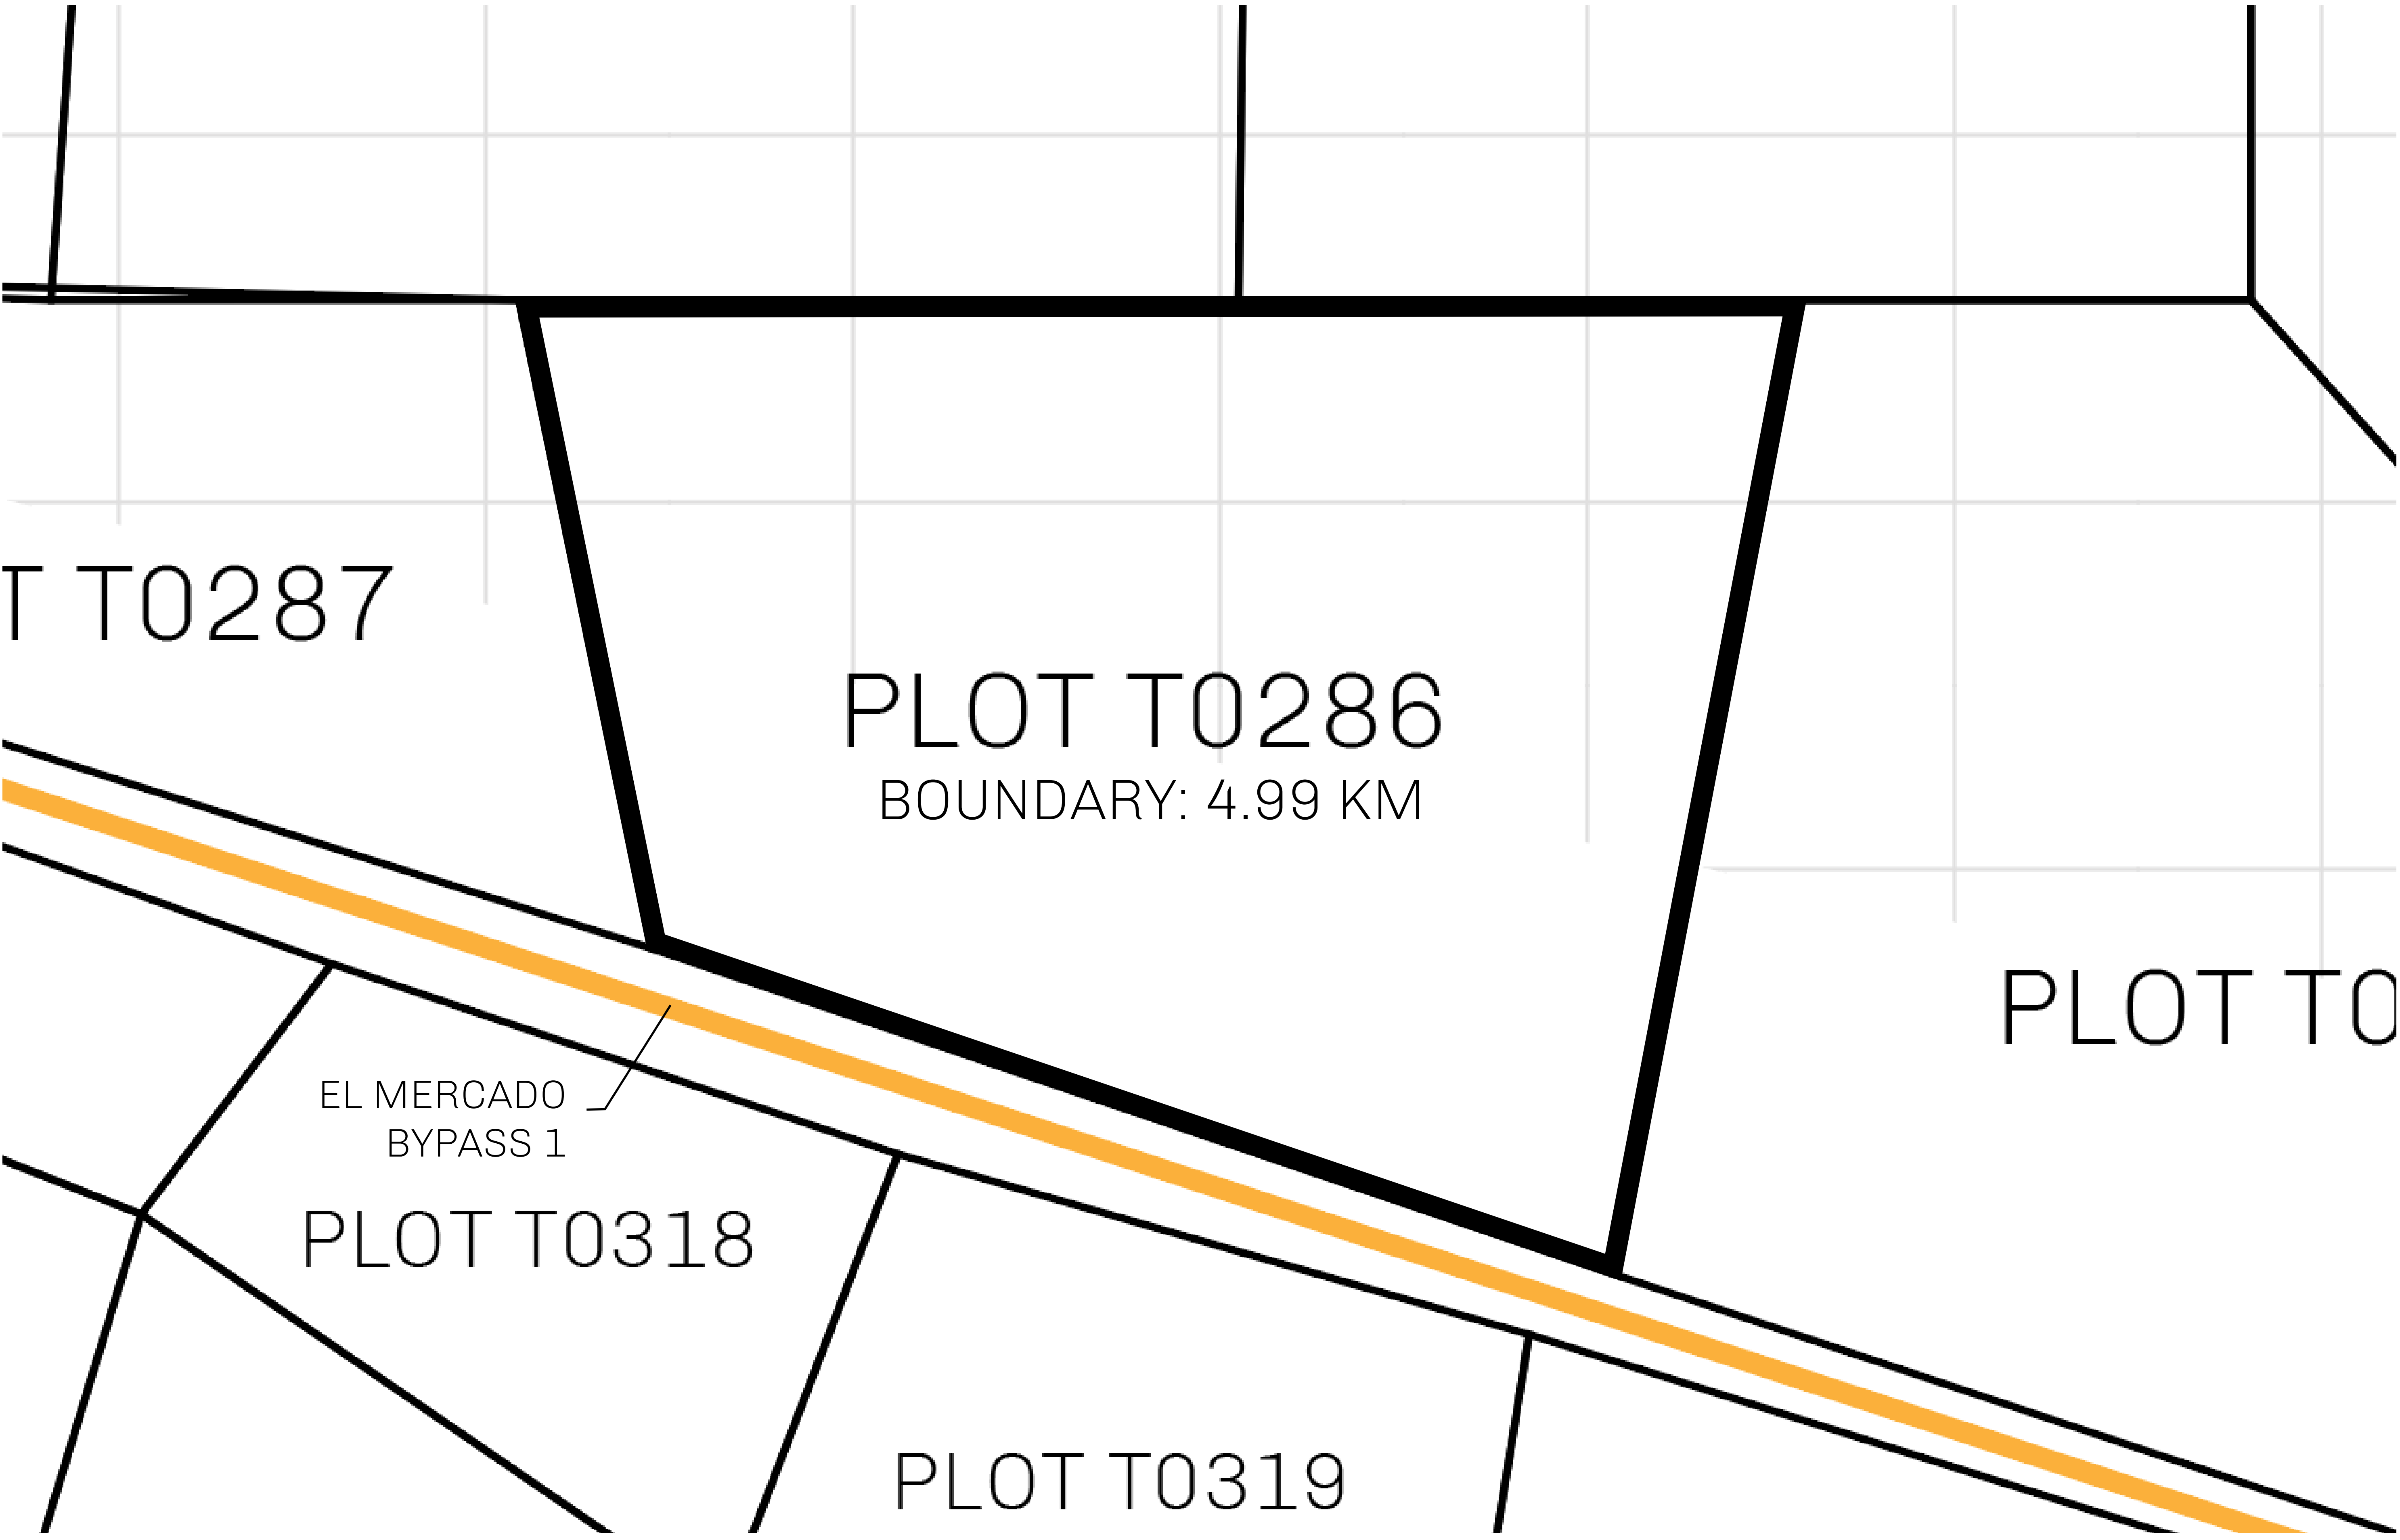 T T0287
PLOT T0286
BOUNDARY: 4.99 KM
PLOT T0
EL MERCADO
BYPASS 1
PLOT T0318
PLOT T0319